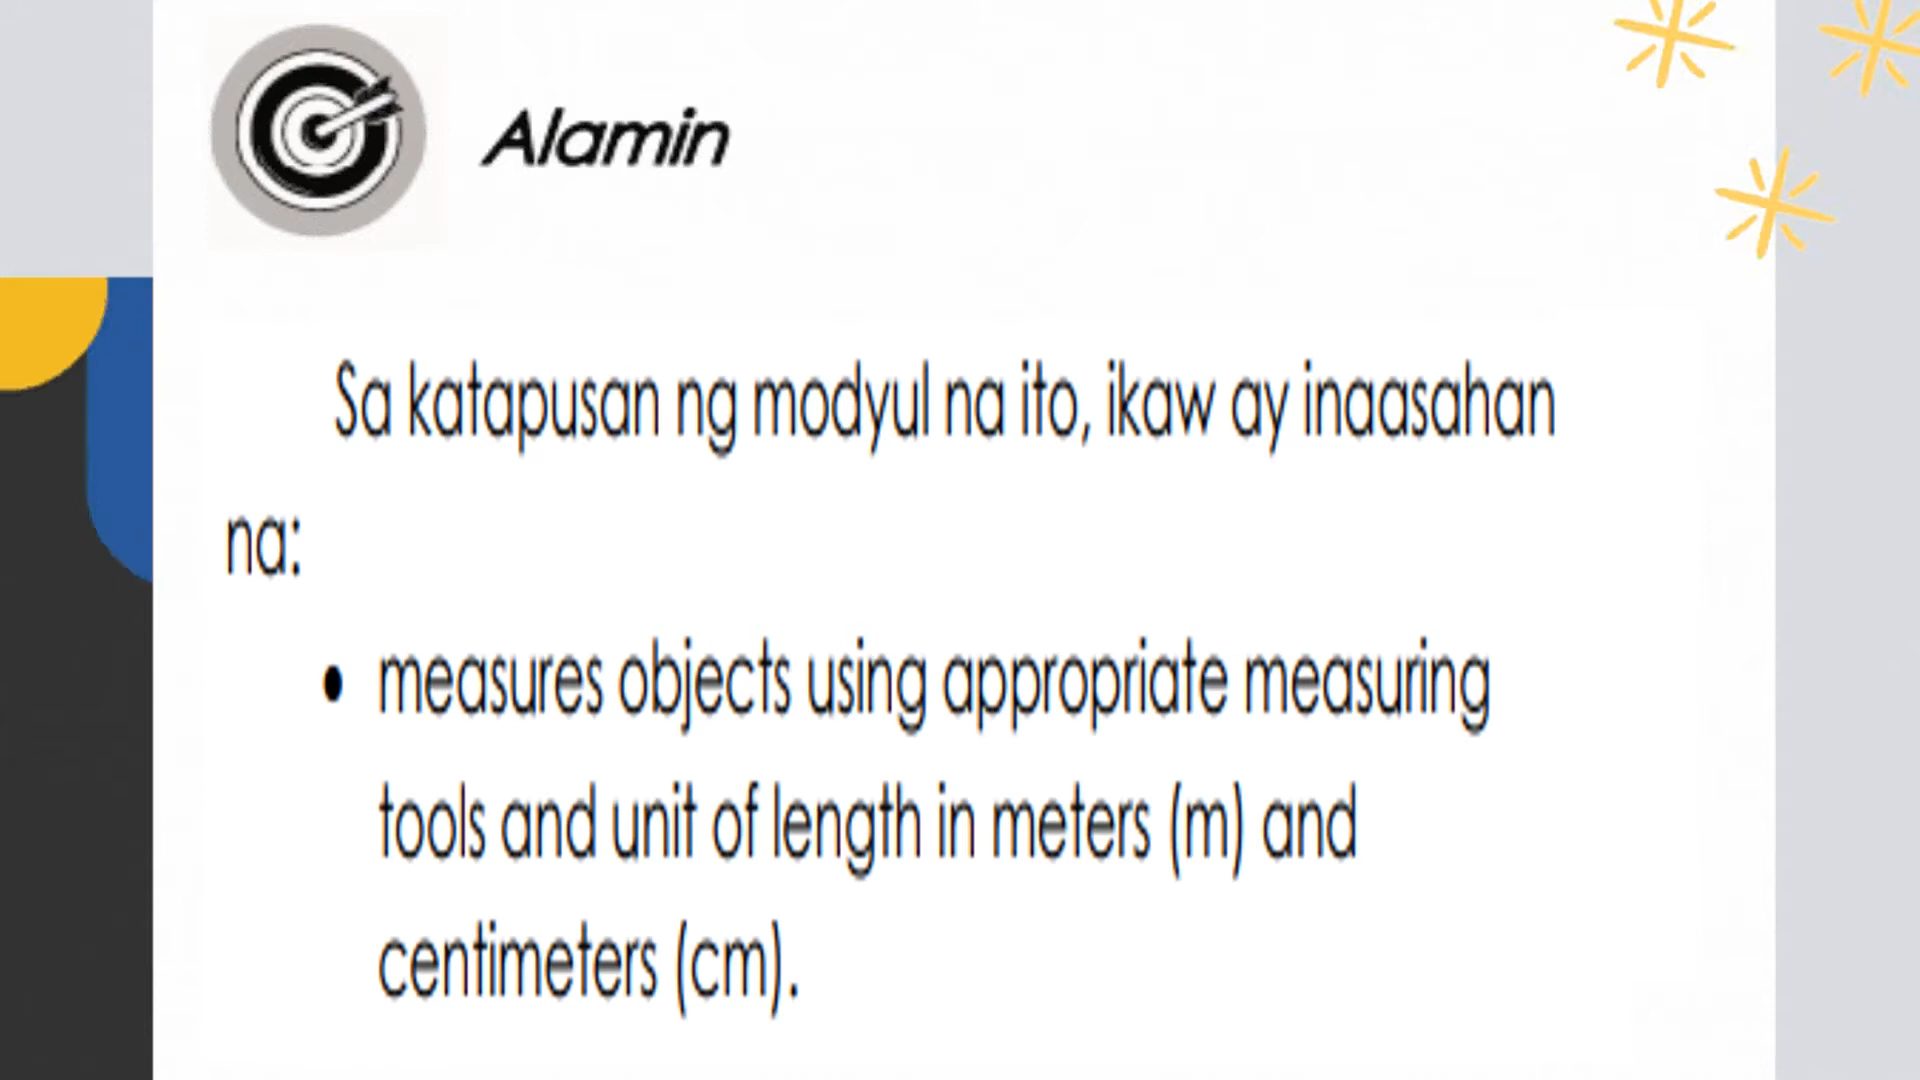 Alamin
Sa katapusan ng modyul na ito, ikaw ay inaasahan
na:
• measures objects using appropriate measuring
tools and unit of length in meters (m) and
centimeters (cm).